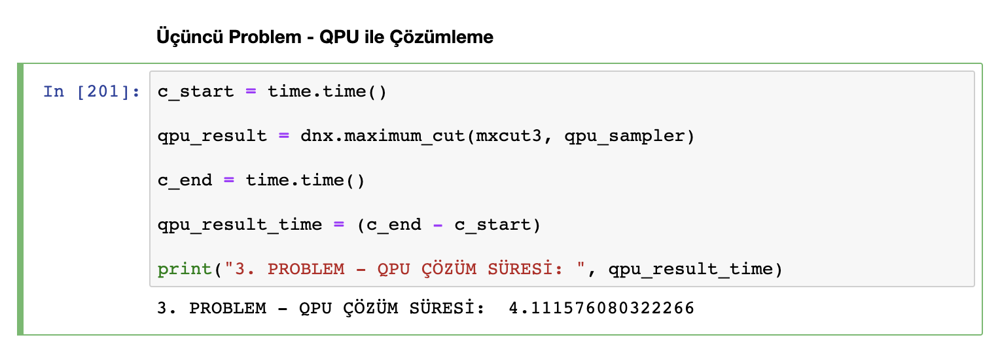 Üçüncü Problem - QPU ile Çözümleme
In [201]: c_start = time.time()
qpu_result = dnx.maximum_cut(mxcut3, qpu_sampler)
c_end = time.time()
qpu_result_time = (c_end - c_start)
print("3. PROBLEM - QPU ÇÖZÜM SÜRESİ: ", qpu_result_time)
3. PROBLEM - QPU ÇÖZÜM SÜRESİ:  4.111576080322266